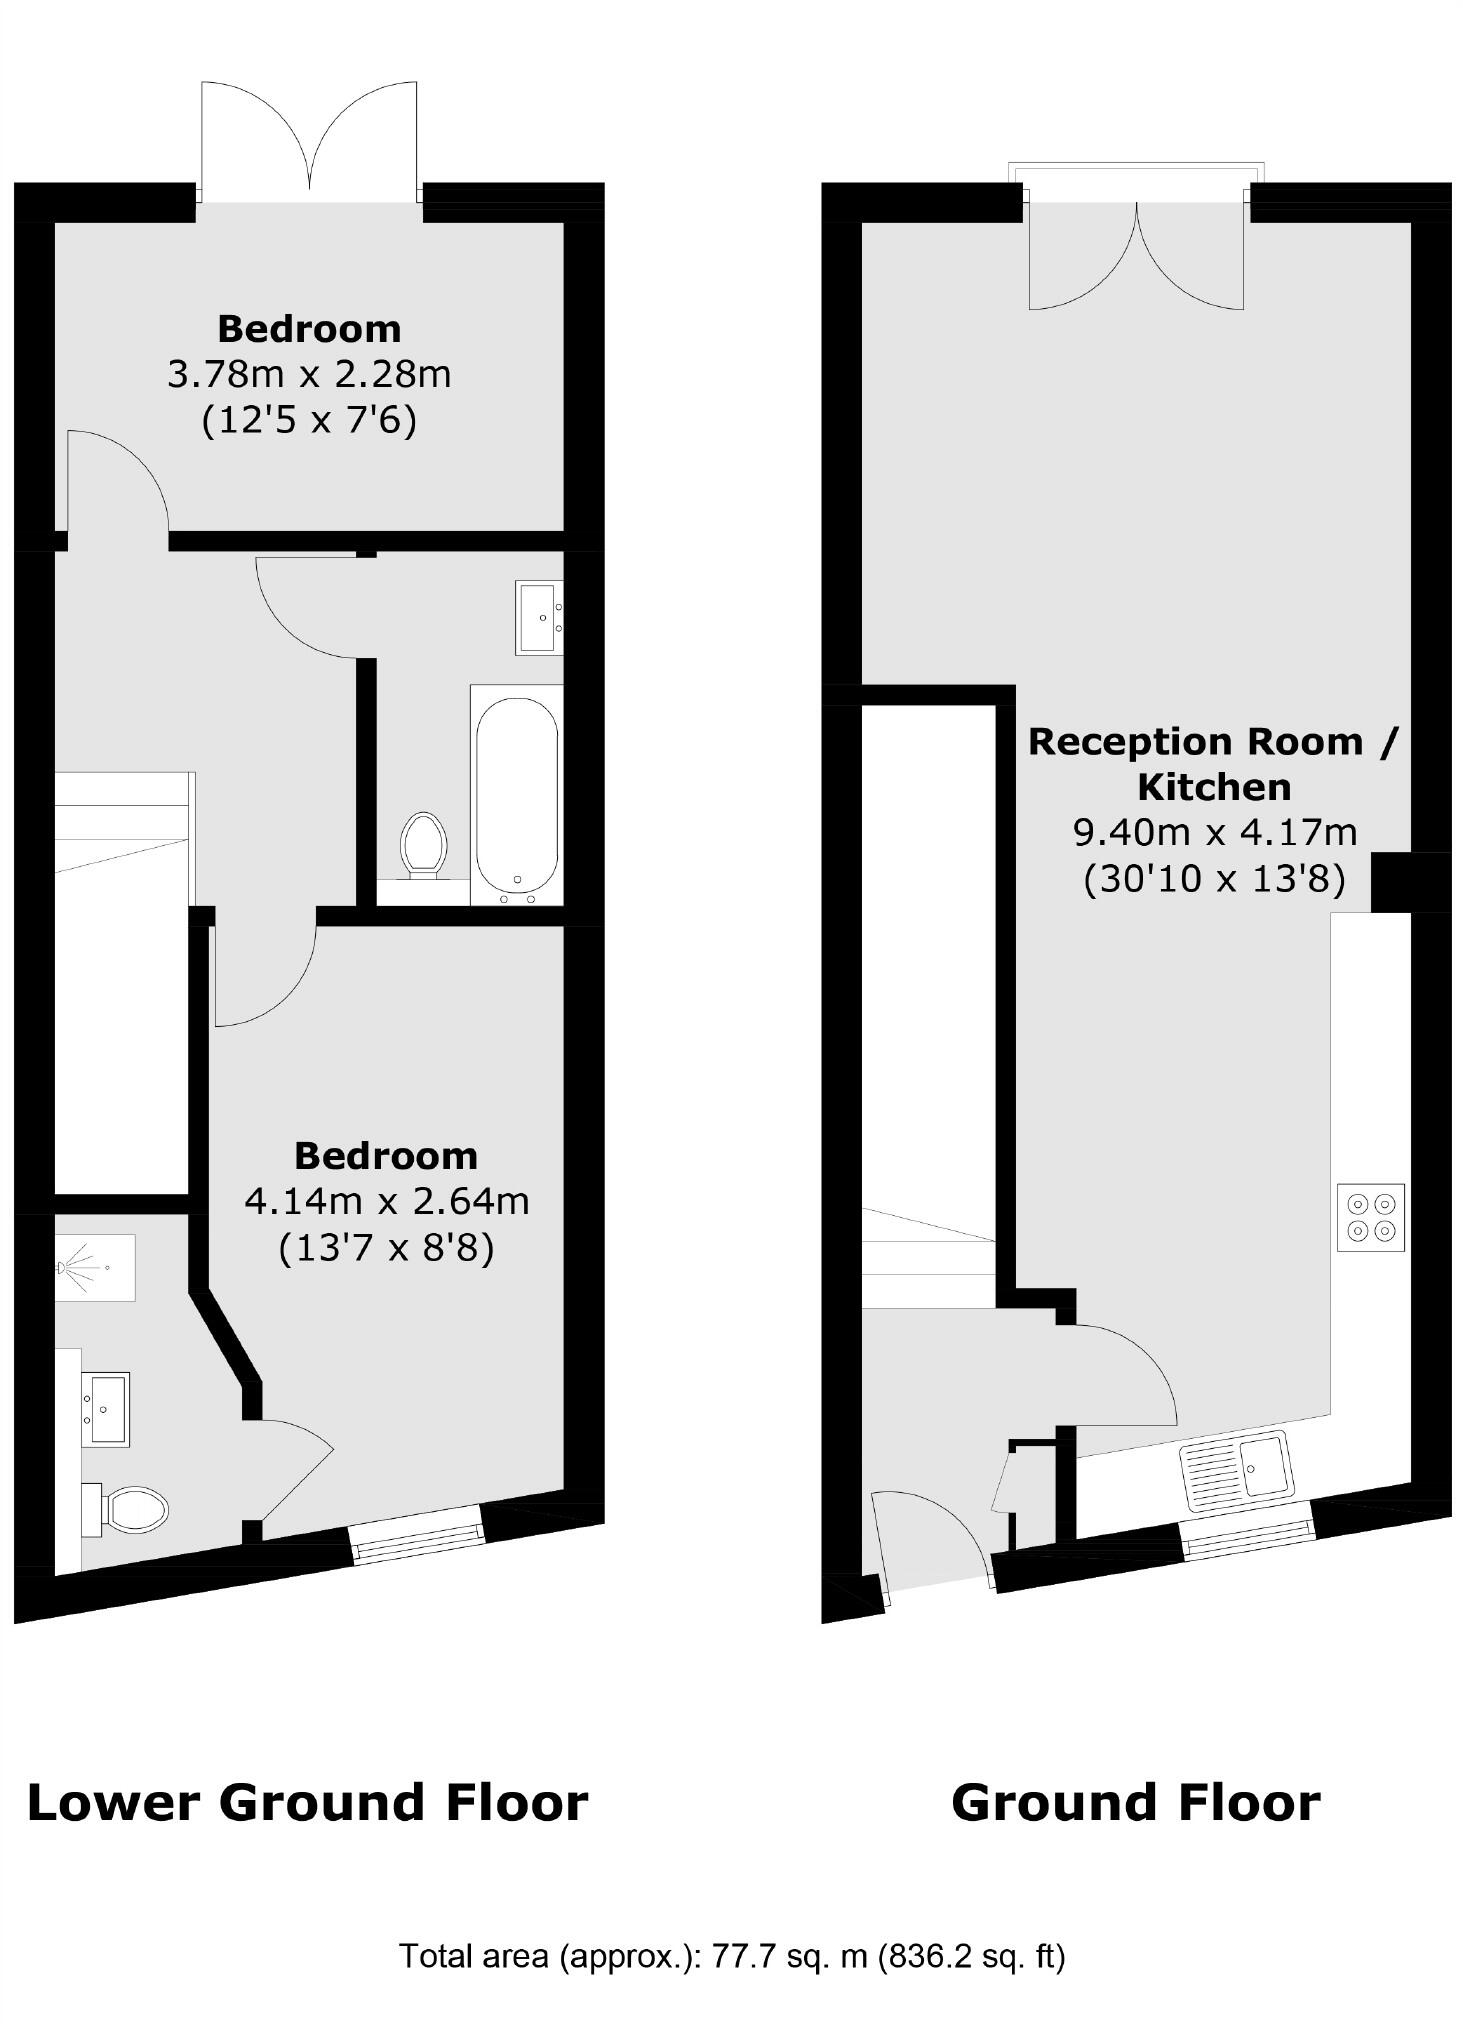 Bedroom
3.78m x 2.28m
(12'5 x 7'6)
Bedroom
4.14m x 2.64m
(13'7 x 8'8)
Lower Ground Floor
Reception Room /
Kitchen
9.40m x 4.17m
(30'10 x 13'8)
Ground Floor
Total area (approx.): 77.7 sq. m (836.2 sq. ft)